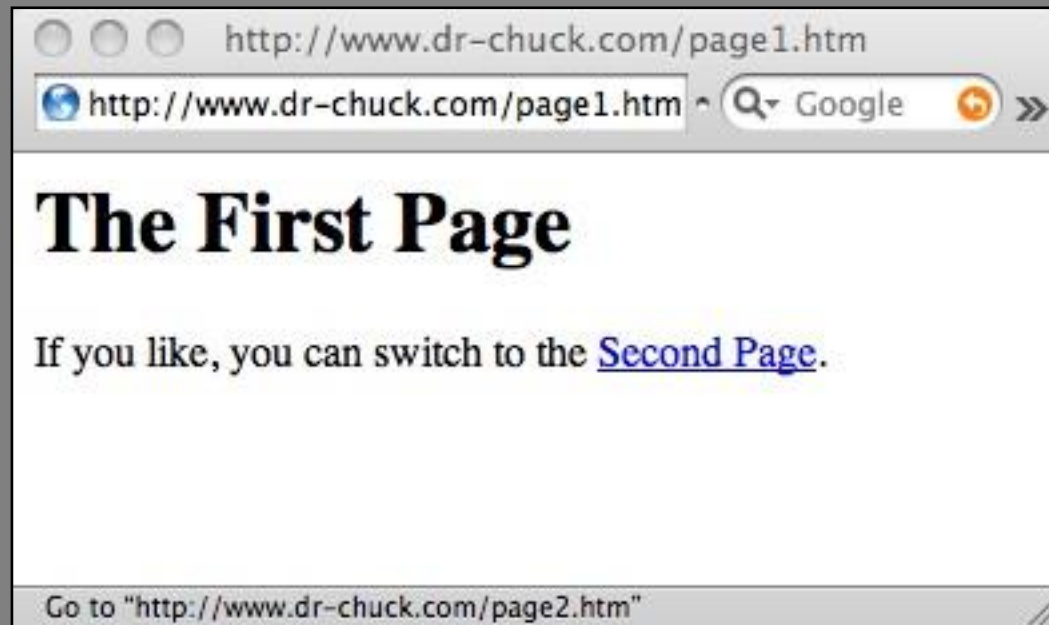 http://www.dr-chuck.com/page1.htm
http://www.dr-chuck.com/page1.htm Google
The First Page
If you like, you can switch to the Second Page.
Go to "http://www.dr-chuck.com/page2.htm"